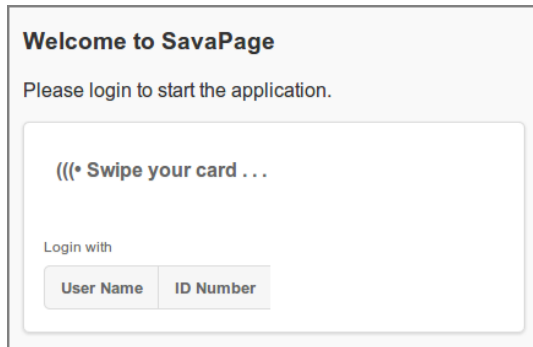 Welcome to SavaPage
Please login to start the application.
(((• Swipe your card . . .
Login with
User Name ID Number